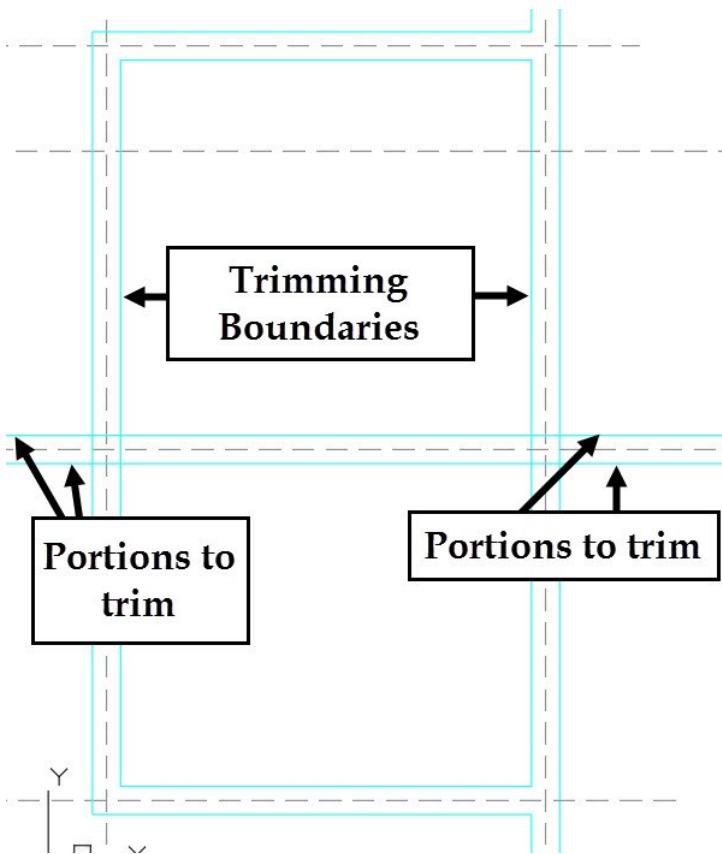 Trimming
Boundaries
Portions to
trim
Portions to trim
Y
X